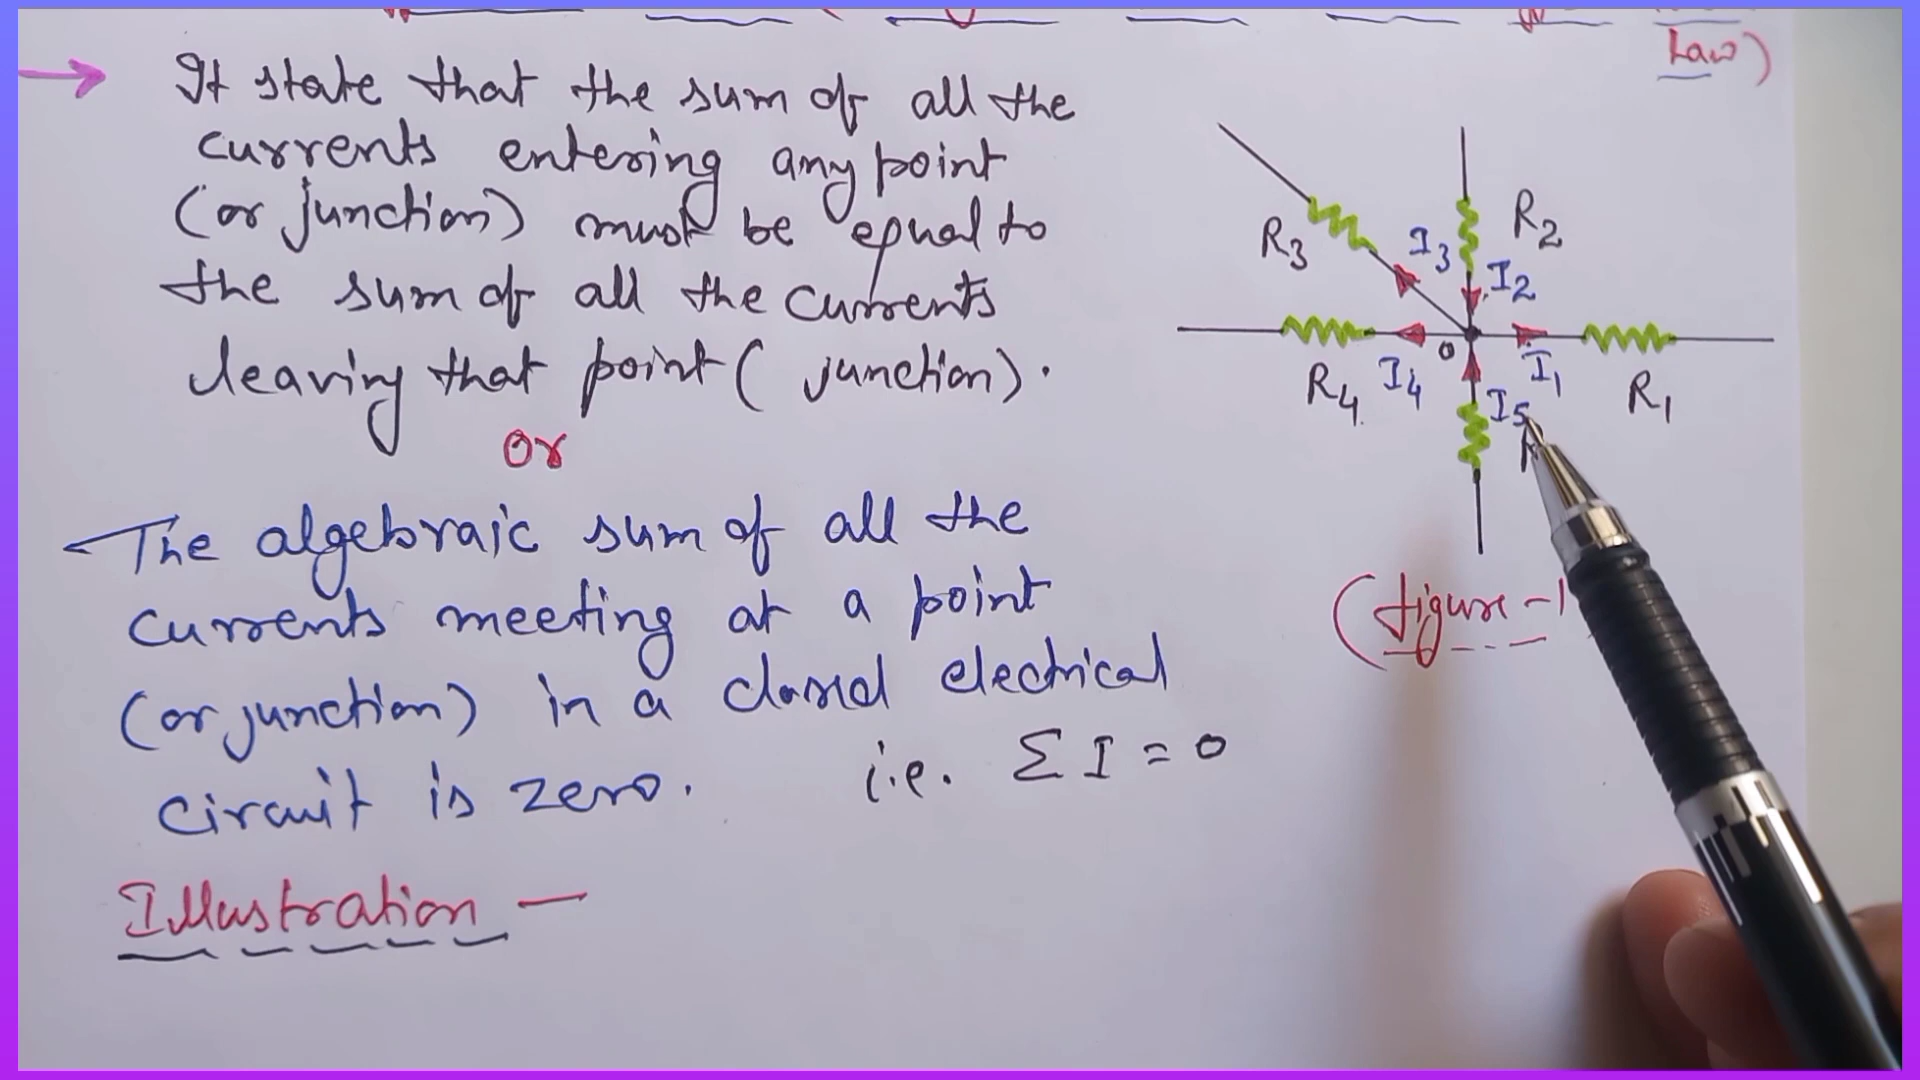 Law)
→ It state that the sum of all the
currents entering any point
(or junction) must be equal to
the sum of all the currents
leaving that point ( junction).
Or
The algebraic sum of all the
currents meeting at a point
(or junction) in a closed electrical
circuit is zero. i.e. Σ I = 0
Illustration —
R3
I3
R2
I2
R4
I4
o
I1
R1
I5
(figure-1